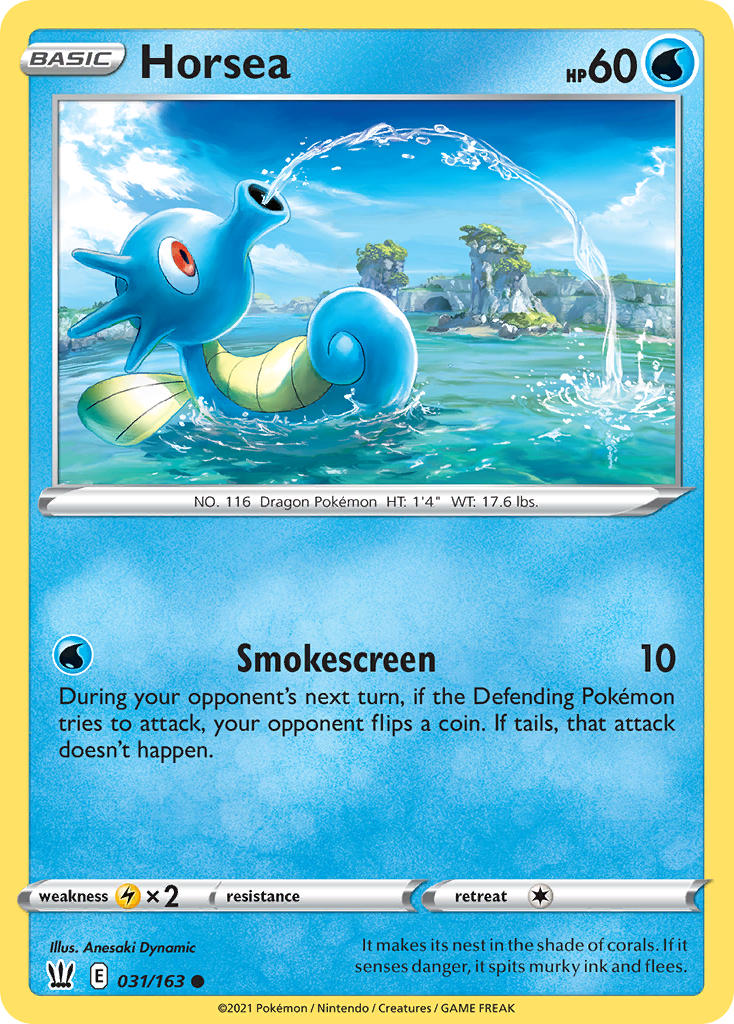 BASIC Horsea HP60
NO. 116 Dragon Pokémon HT: 1'4" WT: 17.6 lbs.
Smokescreen 10
During your opponent's next turn, if the Defending Pokémon
tries to attack, your opponent flips a coin. If tails, that attack
doesn't happen.
weakness ×2 resistance retreat
Illus. Anesaki Dynamic
It makes its nest in the shade of corals. If it
senses danger, it spits murky ink and flees.
E 031/163
©2021 Pokémon / Nintendo / Creatures / GAME FREAK